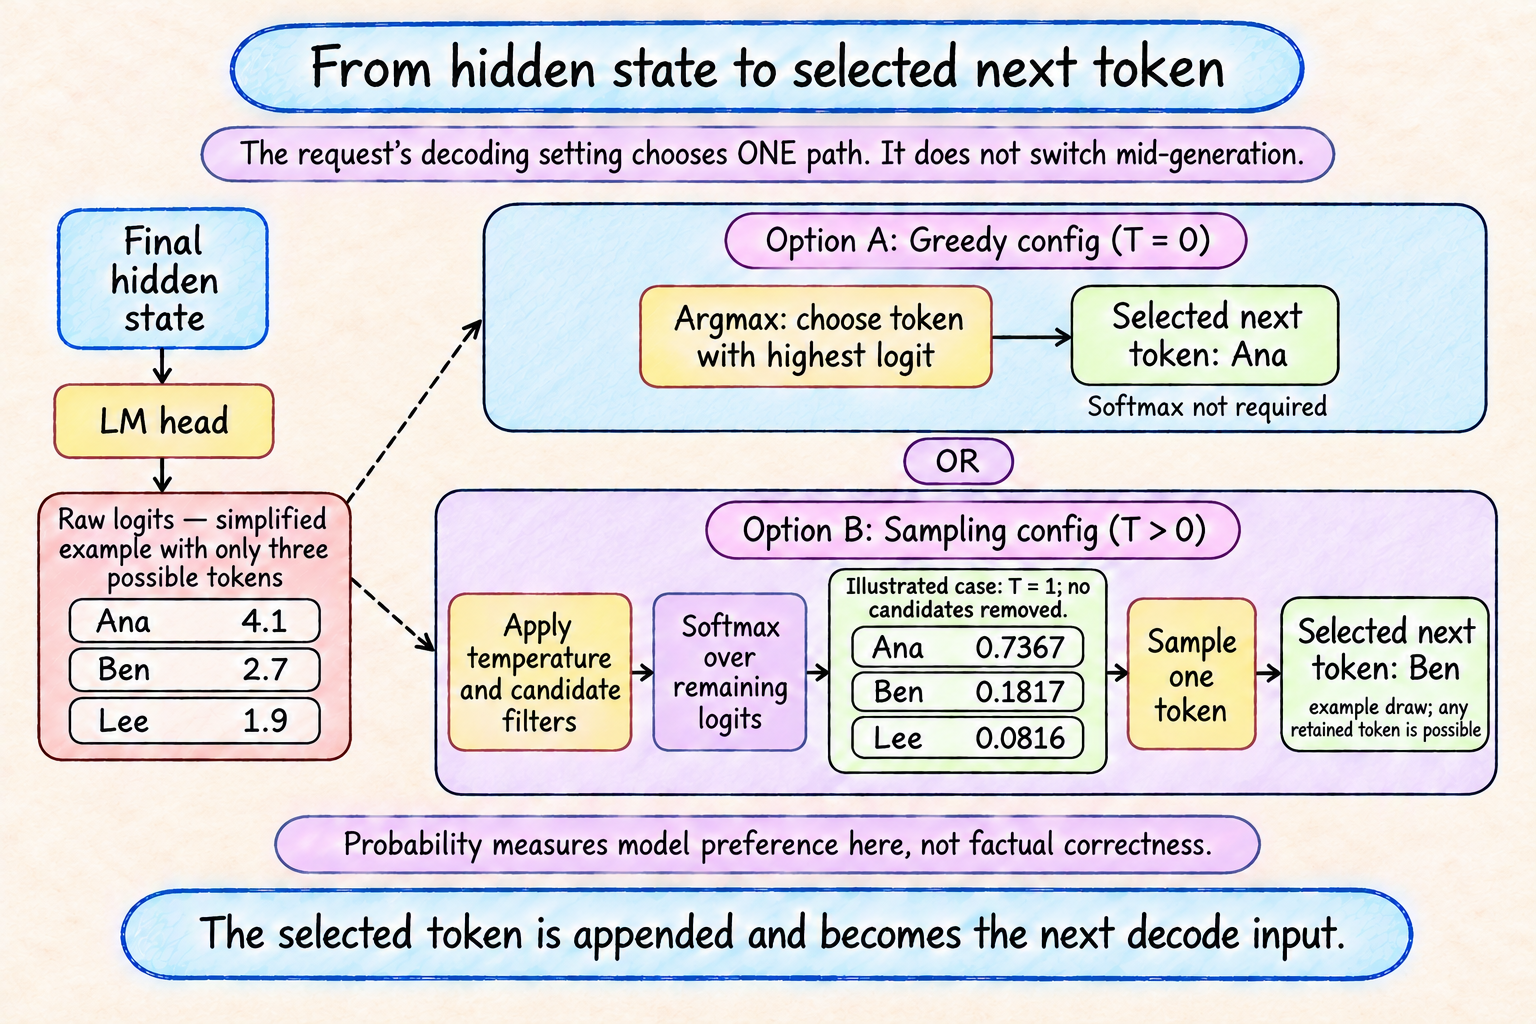 From hidden state to selected next token
The request's decoding setting chooses ONE path. It does not switch mid-generation.
Final
hidden
state
LM head
Raw logits — simplified
example with only three
possible tokens
Ana 4.1
Ben 2.7
Lee 1.9
Option A: Greedy config (T = 0)
Argmax: choose token
with highest logit
Selected next
token: Ana
Softmax not required
OR
Option B: Sampling config (T > 0)
Apply
temperature
and candidate
filters
Softmax
over
remaining
logits
Illustrated case: T = 1; no
candidates removed.
Ana 0.7367
Ben 0.1817
Lee 0.0816
Sample
one
token
Selected next
token: Ben
example draw; any
retained token is possible
Probability measures model preference here, not factual correctness.
The selected token is appended and becomes the next decode input.